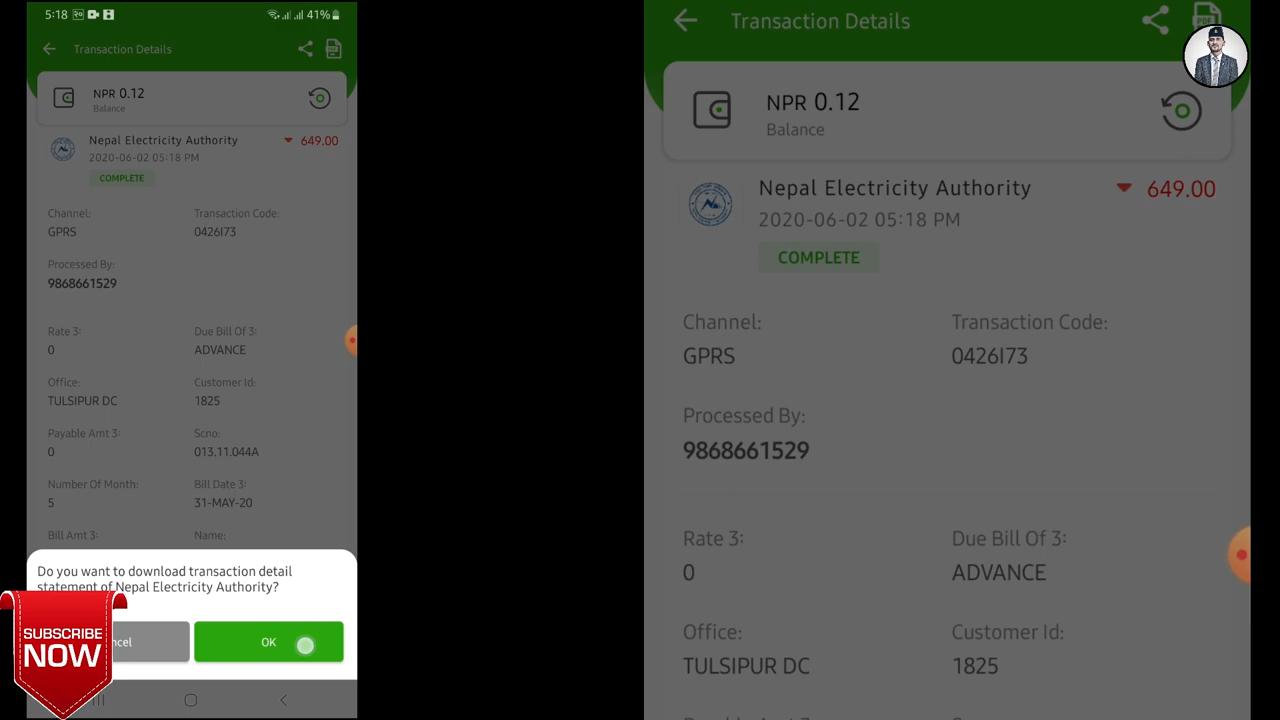 5:18
41%
Transaction Details
NPR 0.12
Balance
Nepal Electricity Authority
649.00
2020-06-02 05:18 PM
COMPLETE
Channel:
Transaction Code:
GPRS
0426I73
Processed By:
9868661529
Rate 3:
Due Bill Of 3:
0
ADVANCE
Office:
Customer Id:
TULSIPUR DC
1825
Payable Amt 3:
Scno:
0
013.11.044A
Number Of Month:
Bill Date 3:
5
31-MAY-20
Bill Amt 3:
Name:
Do you want to download transaction detail
statement of Nepal Electricity Authority?
ncel
OK
SUBSCRIBE
NOW
Transaction Details
NPR 0.12
Balance
Nepal Electricity Authority
649.00
2020-06-02 05:18 PM
COMPLETE
Channel:
Transaction Code:
GPRS
0426I73
Processed By:
9868661529
Rate 3:
Due Bill Of 3:
0
ADVANCE
Office:
Customer Id:
TULSIPUR DC
1825